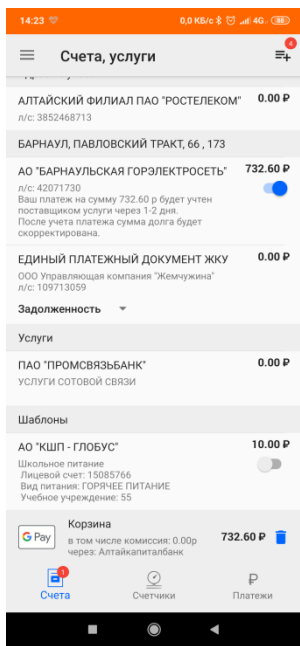 14:23
0,0 КБ/с
4G
88
Счета, услуги
4
АЛТАЙСКИЙ ФИЛИАЛ ПАО "РОСТЕЛЕКОМ" 0.00 ₽
л/с: 3852468713
БАРНАУЛ, ПАВЛОВСКИЙ ТРАКТ, 66 , 173
АО "БАРНАУЛЬСКАЯ ГОРЭЛЕКТРОСЕТЬ" 732.60 ₽
л/с: 42071730
Ваш платеж на сумму 732.60 р будет учтен
поставщиком услуги через 1-2 дня.
После учета платежа сумма долга будет
скорректирована.
ЕДИНЫЙ ПЛАТЕЖНЫЙ ДОКУМЕНТ ЖКУ 0.00 ₽
ООО Управляющая компания "Жемчужина"
л/с: 109713059
Задолженность
Услуги
ПАО "ПРОМСВЯЗЬБАНК" 0.00 ₽
УСЛУГИ СОТОВОЙ СВЯЗИ
Шаблоны
АО "КШП - ГЛОБУС" 10.00 ₽
Школьное питание
Лицевой счет: 15085766
Вид питания: ГОРЯЧЕЕ ПИТАНИЕ
Учебное учреждение: 55
G Pay
Корзина
в том числе комиссия: 0.00р
через: Алтайкапиталбанк
732.60 ₽
1
Счета Счетчики Платежи